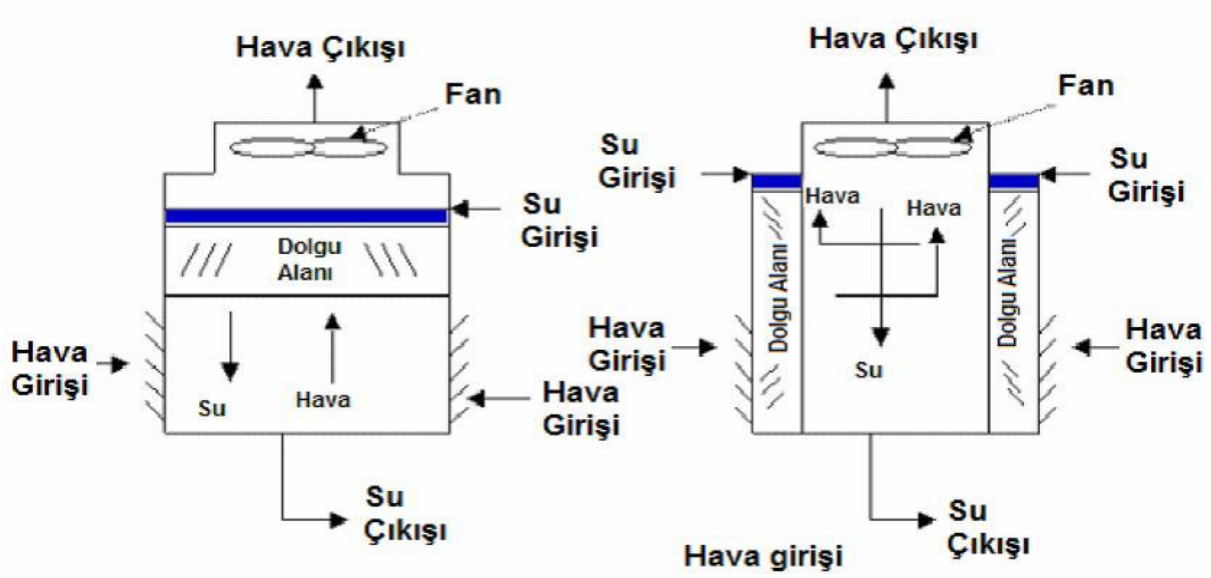 Hava Çıkışı
Fan
Su
Girişi
Dolgu
Alanı
Hava
Girişi
Su
Hava
Hava
Girişi
Su
Çıkışı
Hava Çıkışı
Fan
Su
Girişi
Su
Girişi
Hava
Hava
Dolgu Alanı
Dolgu Alanı
Hava
Girişi
Hava
Girişi
Su
Su
Çıkışı
Hava girişi